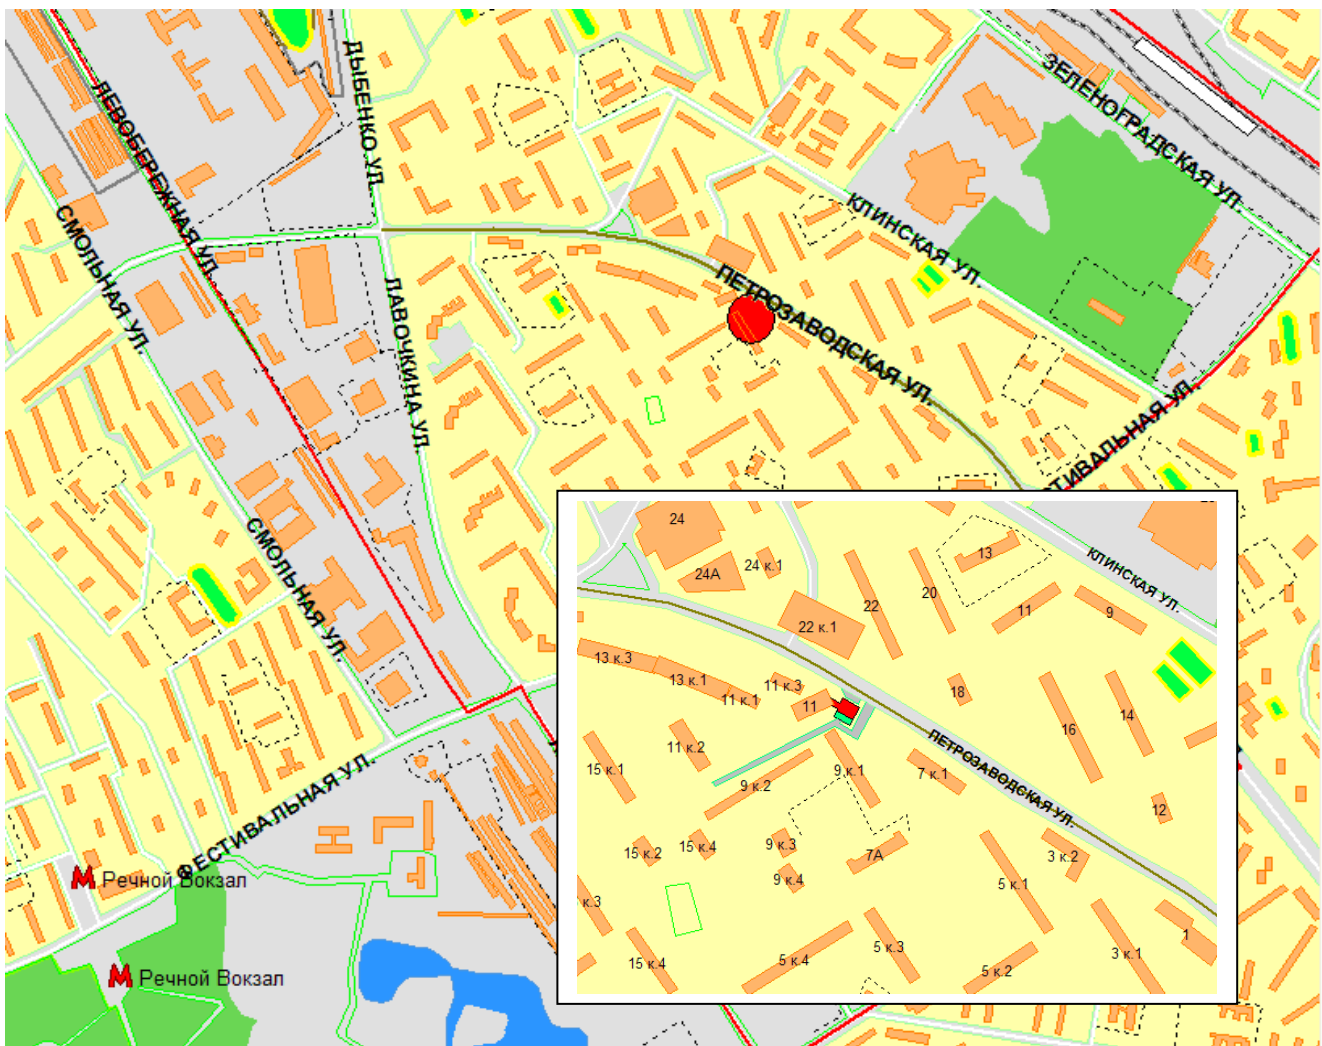 ДЫБЕНКО УЛ.
ЛЕВОБЕРЕЖНАЯ УЛ.
ЗЕЛЕНОГРАДСКАЯ УЛ.
СМОЛЬНАЯ УЛ.
КЛИНСКАЯ УЛ.
ЛАВОЧКИНА УЛ.
ПЕТРОЗАВОДСКАЯ УЛ.
СТИВАЛЬНАЯ УЛ.
СМОЛЬНАЯ УЛ.
ФЕСТИВАЛЬНАЯ УЛ.
М Речной Вокзал
М Речной Вокзал
24
13
24А
24 к.1
КЛИНСКАЯ УЛ.
22
20
11
9
22 к.1
13 к.3
13 к.1
11 к.3
11 к.1
11
18
16
14
11 к.2
ПЕТРОЗАВОДСКАЯ УЛ.
15 к.1
9 к.2
9 к.1
7 к.1
12
15 к.2
15 к.4
9 к.3
7А
3 к.2
9 к.4
5 к.1
к.3
1
15 к.4
5 к.4
5 к.3
5 к.2
3 к.1